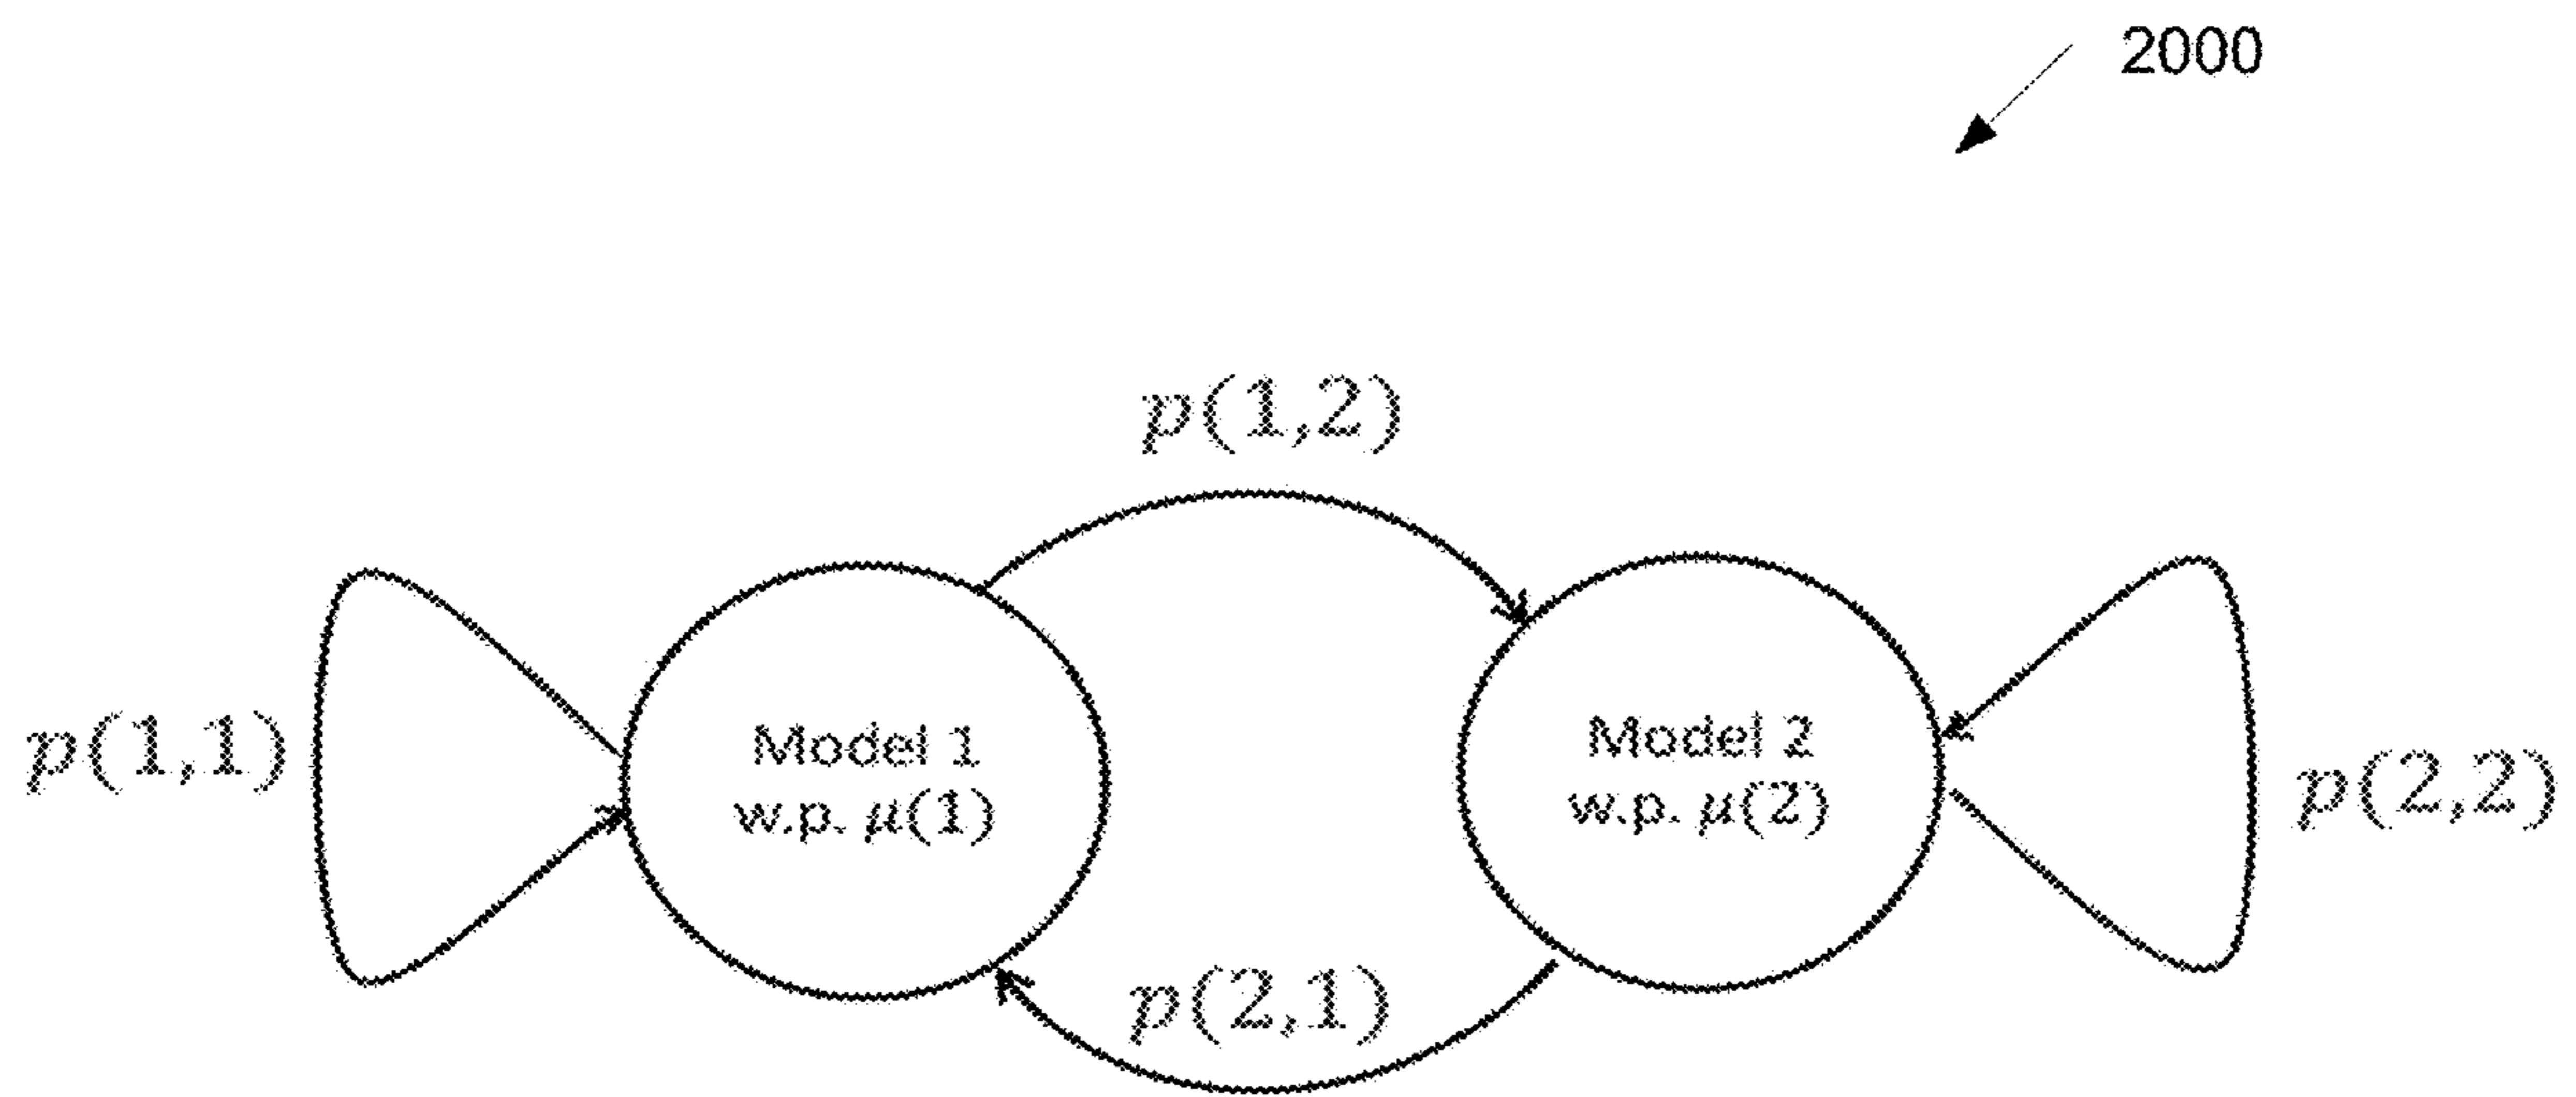 2000
p(1,2)
p(1,1)
Model 1
w.p. μ(1)
Model 2
w.p. μ(2)
p(2,2)
p(2,1)